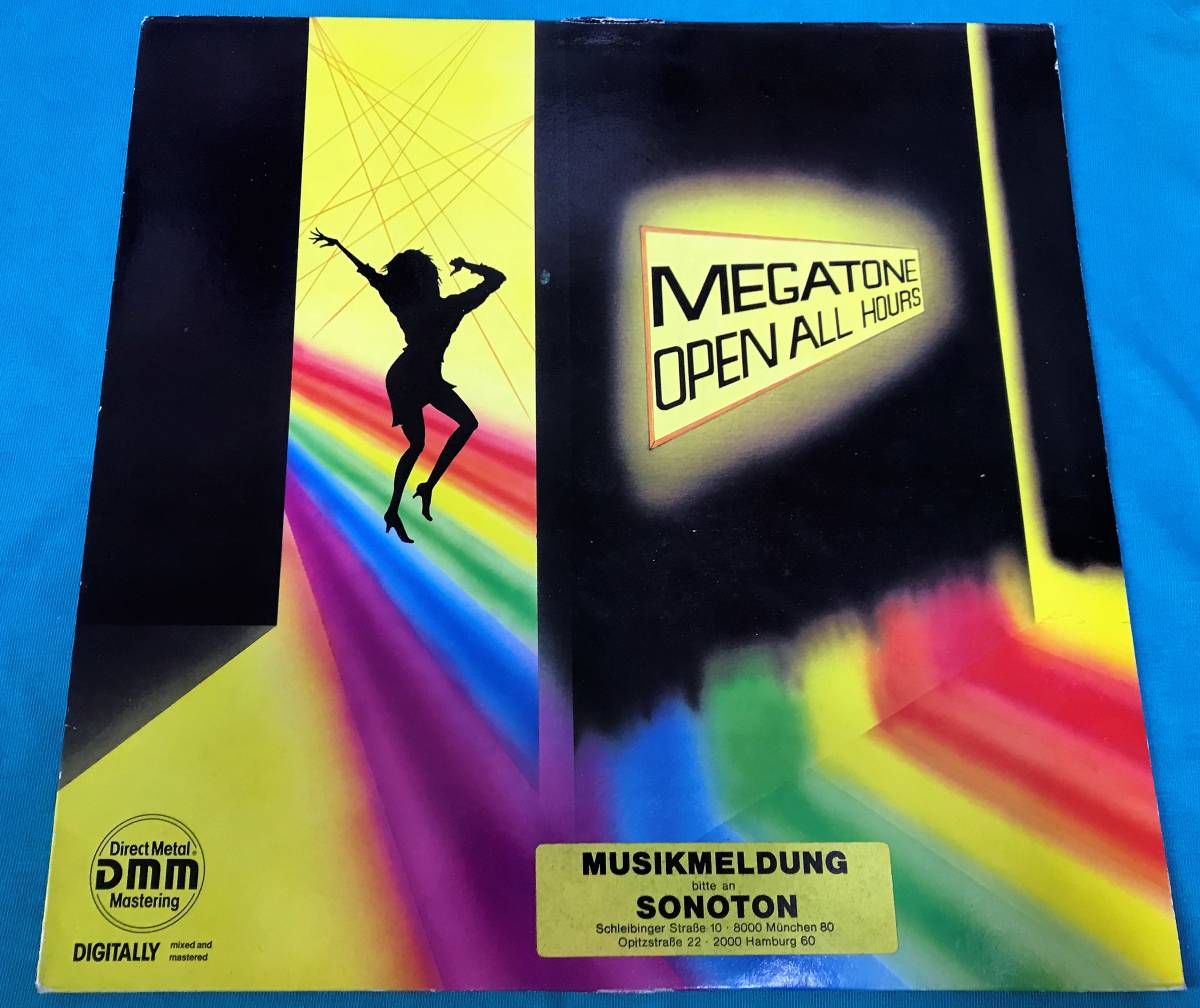 MEGATONE
OPEN ALL HOURS
Direct Metal
DMM
Mastering
DIGITALLY mixed and
mastered
MUSIKMELDUNG
bitte an
SONOTON
Schleibinger Straße 10 · 8000 München 80
Opitzstraße 22 · 2000 Hamburg 60